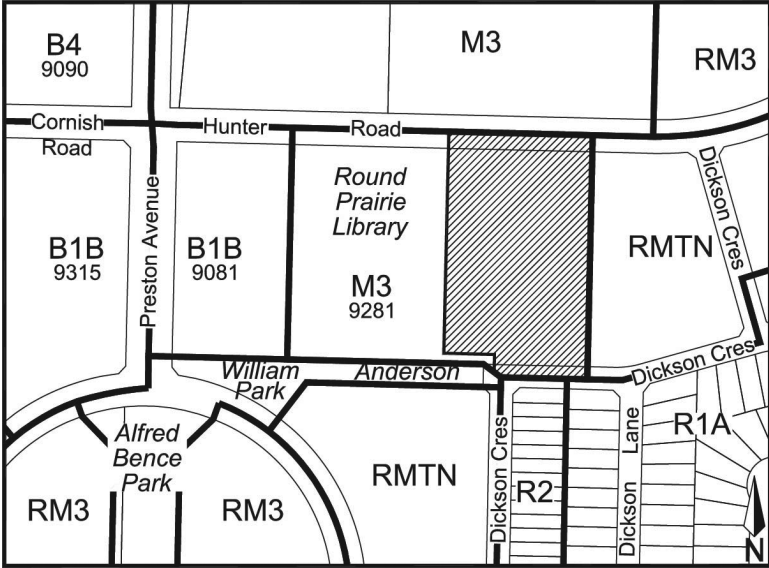 B4
9090
M3
RM3
Cornish
Road
Hunter
Road
Preston Avenue
B1B
9315
B1B
9081
Round
Prairie
Library
M3
9281
RMTN
Dickson Cres
Dickson Cres
William
Park
Anderson
Alfred
Bence
Park
RM3
RM3
RMTN
Dickson Cres
R2
Dickson Lane
R1A
N